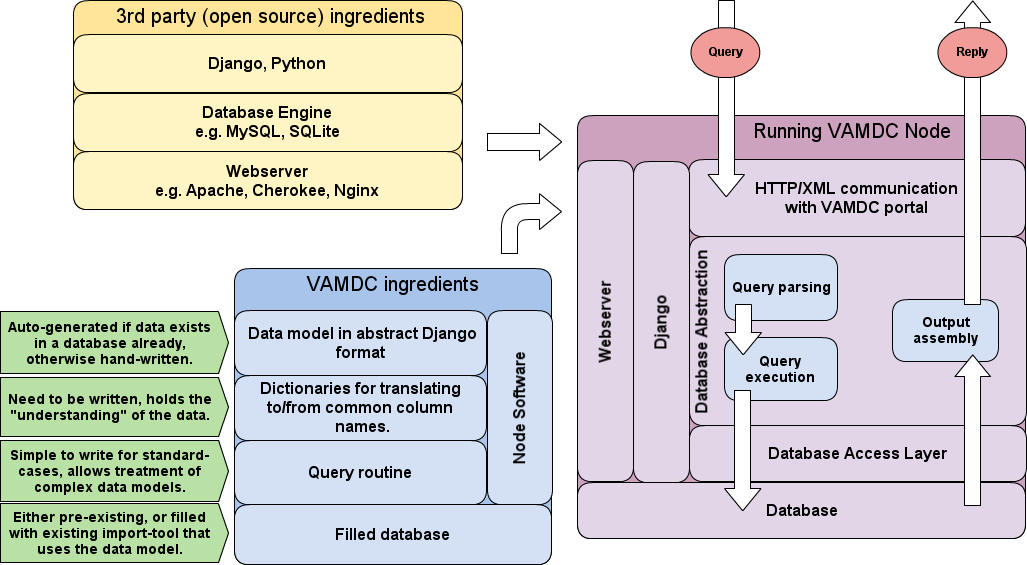 3rd party (open source) ingredients
Django, Python
Database Engine
e.g. MySQL, SQLite
Webserver
e.g. Apache, Cherokee, Nginx
VAMDC ingredients
Auto-generated if data exists
in a database already,
otherwise hand-written.
Data model in abstract Django
format
Need to be written, holds the
"understanding" of the data.
Dictionaries for translating
to/from common column
names.
Simple to write for standard-
cases, allows treatment of
complex data models.
Query routine
Either pre-existing, or filled
with existing import-tool that
uses the data model.
Filled database
Node Software
Query
Reply
Running VAMDC Node
Webserver
Django
HTTP/XML communication
with VAMDC portal
Database Abstraction
Query parsing
Query
execution
Output
assembly
Database Access Layer
Database